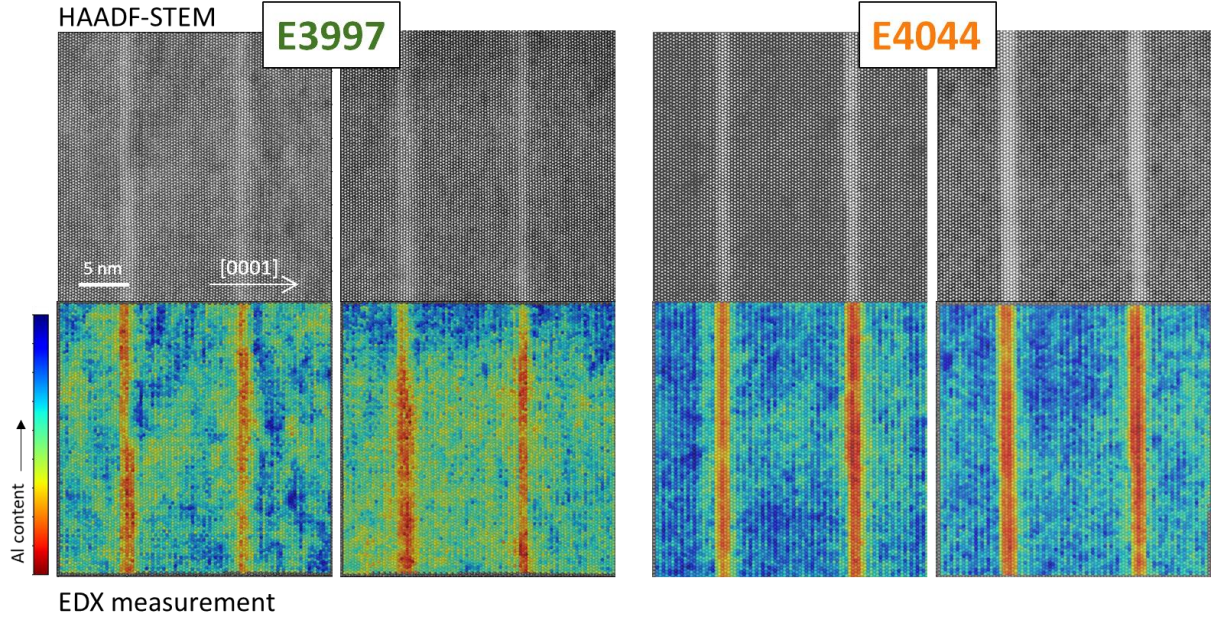 HAADF-STEM
E3997
E4044
5 nm
[0001]
Al content
EDX measurement